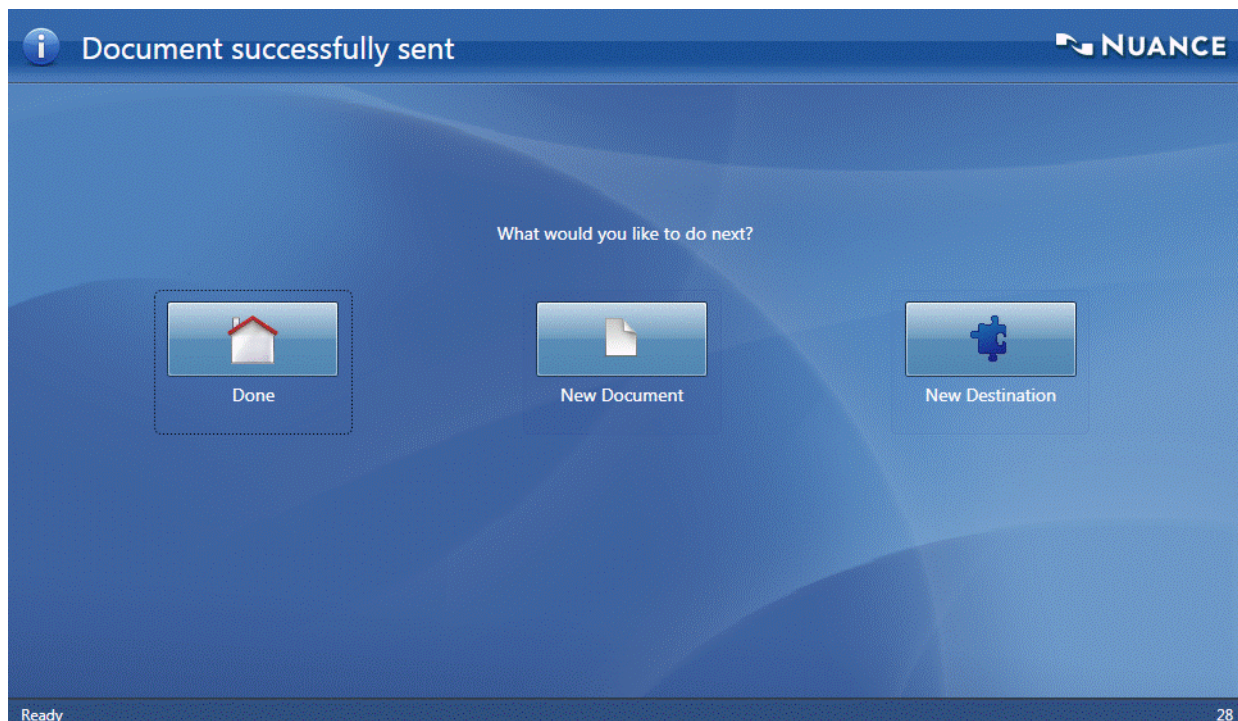 Document successfully sent
NUANCE
What would you like to do next?
Done
New Document
New Destination
Ready
28